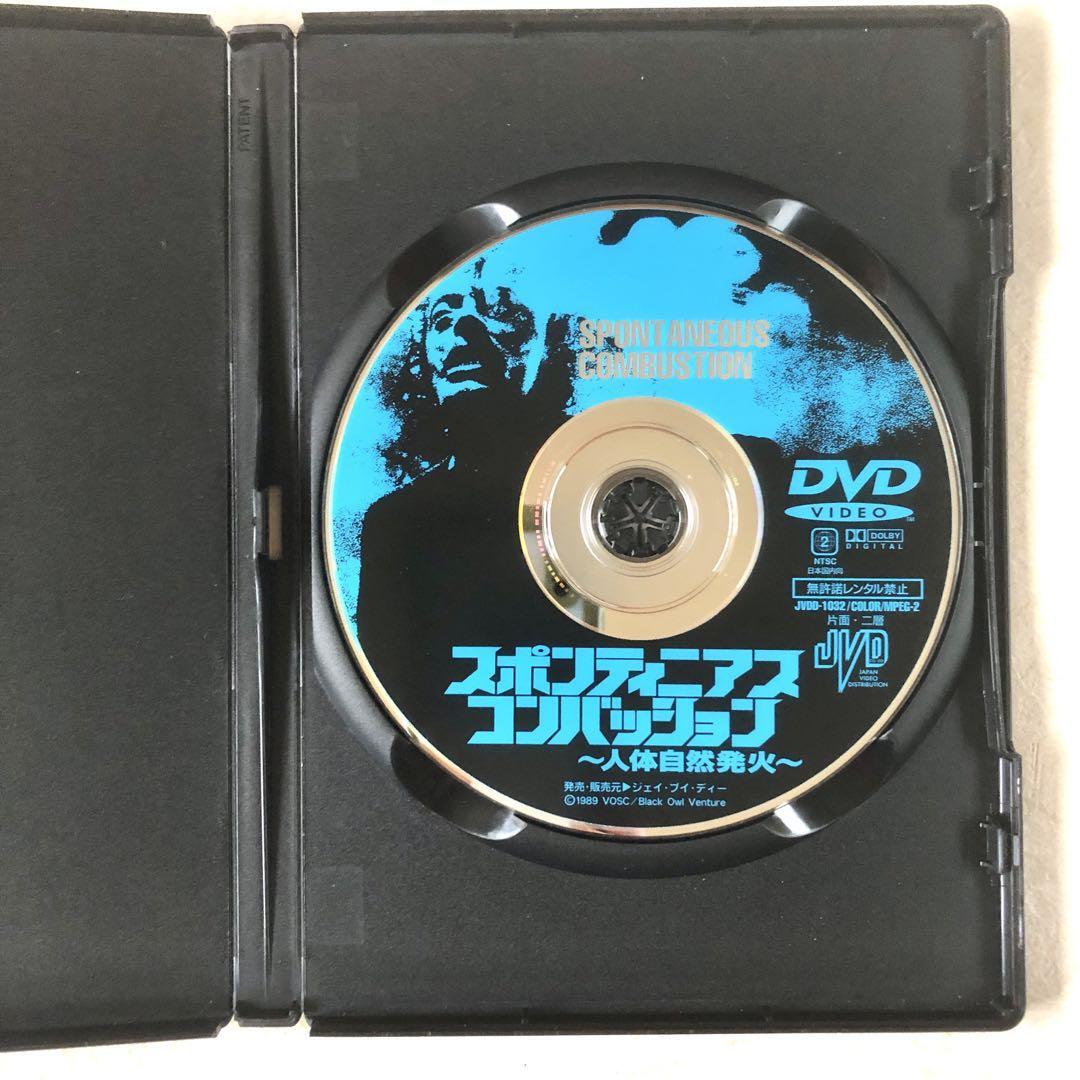 PATENT
SPONTANEOUS
COMBUSTION
DVD
VIDEO TM
2
DOLBY
DIGITAL
NTSC
日本国内向
無許諾レンタル禁止
JVDD-1032/COLOR/MPEG-2
片面・二層
JVD
JAPAN
VIDEO
DISTRIBUTION
スポンティニアス
コンバッション
～人体自然発火～
発売・販売元▶ジェイ・ブイ・ディー
©1989 VOSC/Black Owl Venture